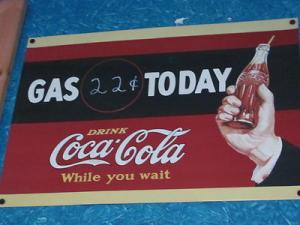 GAS 22¢ TODAY
DRINK
Coca-Cola
While you wait